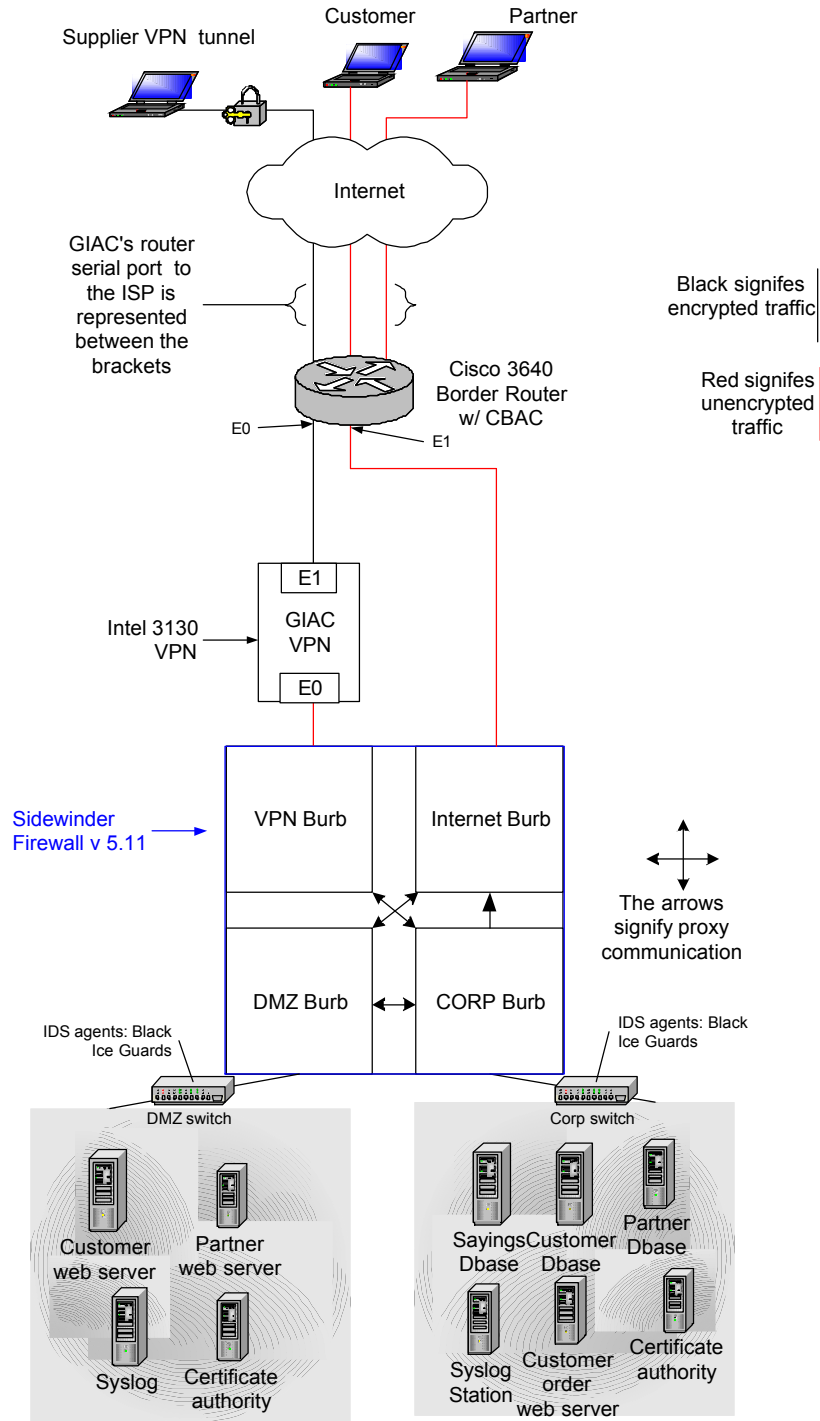 Customer
Partner
Supplier VPN tunnel
Internet
GIAC's router
serial port to
the ISP is
represented
between the
brackets
Black signifes
encrypted traffic
Cisco 3640
Border Router
w/ CBAC
Red signifes
unencrypted
traffic
E0
E1
E1
GIAC
VPN
Intel 3130
VPN
E0
VPN Burb
Internet Burb
Sidewinder
Firewall v 5.11
The arrows
signify proxy
communication
DMZ Burb
CORP Burb
IDS agents: Black
Ice Guards
IDS agents: Black
Ice Guards
DMZ switch
Corp switch
Customer
web server
Partner
web server
Sayings
Dbase
Customer
Dbase
Partner
Dbase
Syslog
Certificate
authority
Syslog
Station
Customer
order
web server
Certificate
authority